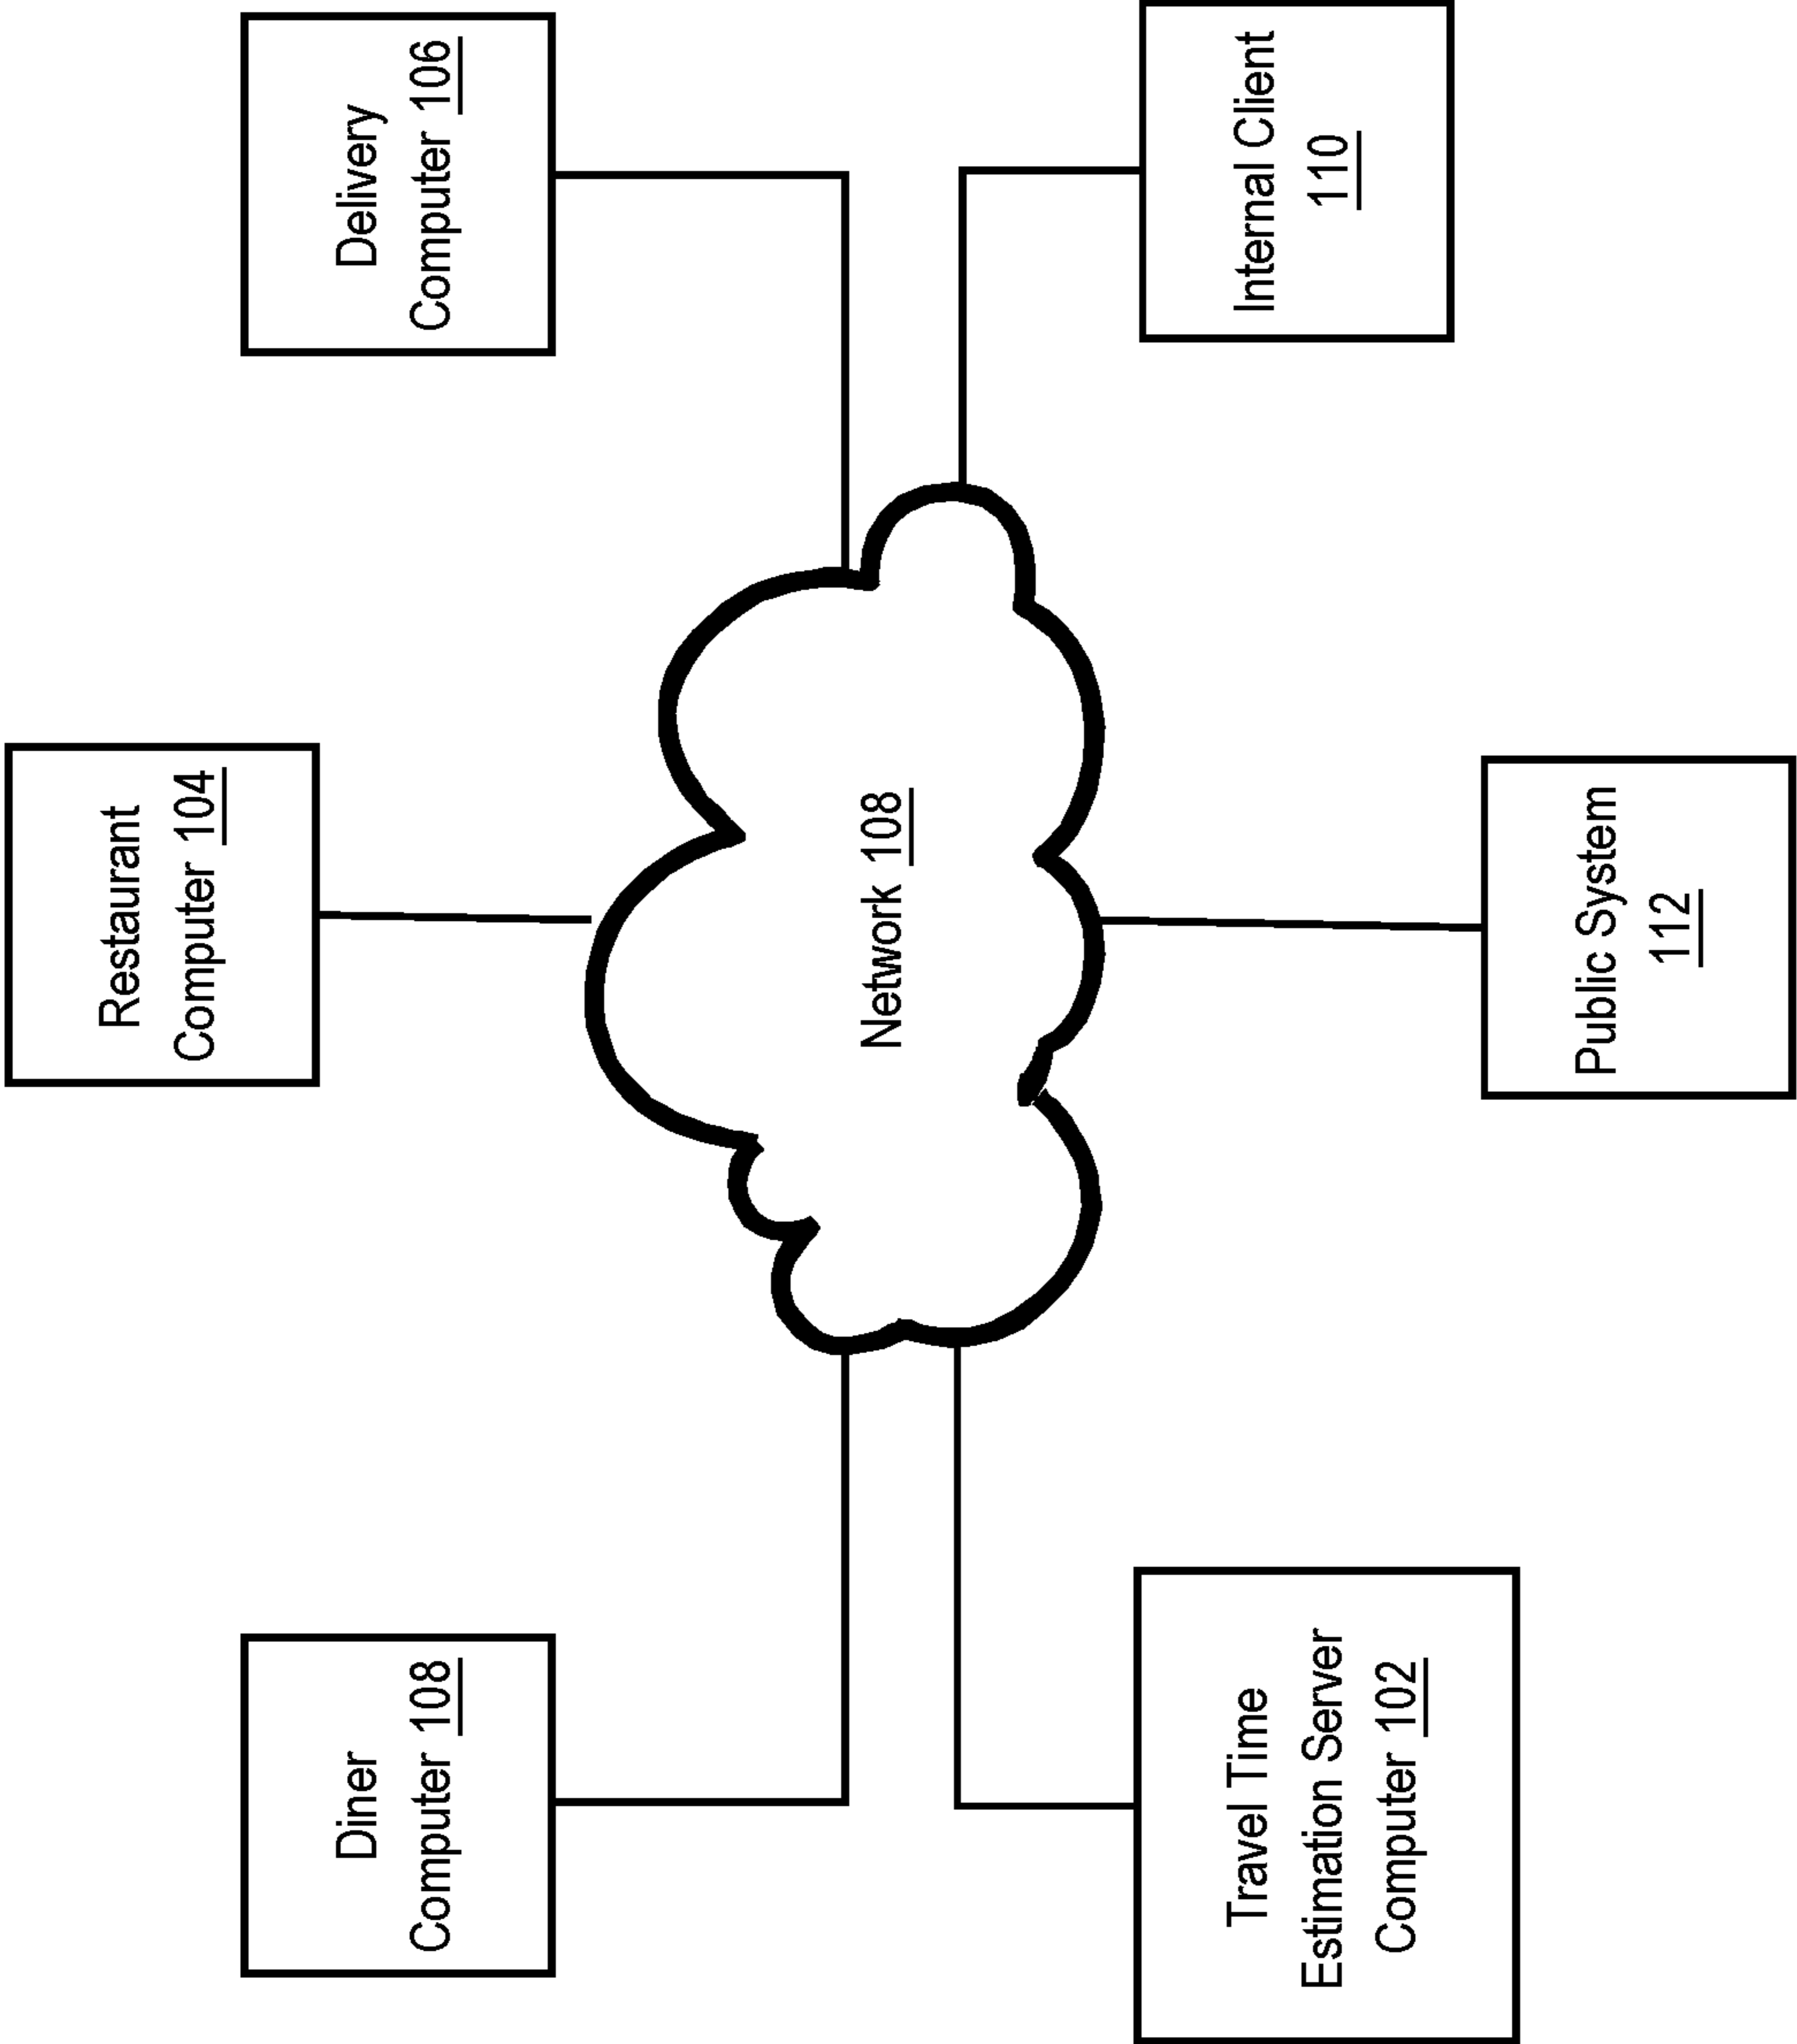 Restaurant
Computer 104
Diner
Computer 108
Delivery
Computer 106
Network 108
Travel Time
Estimation Server
Computer 102
Internal Client
110
Public System
112